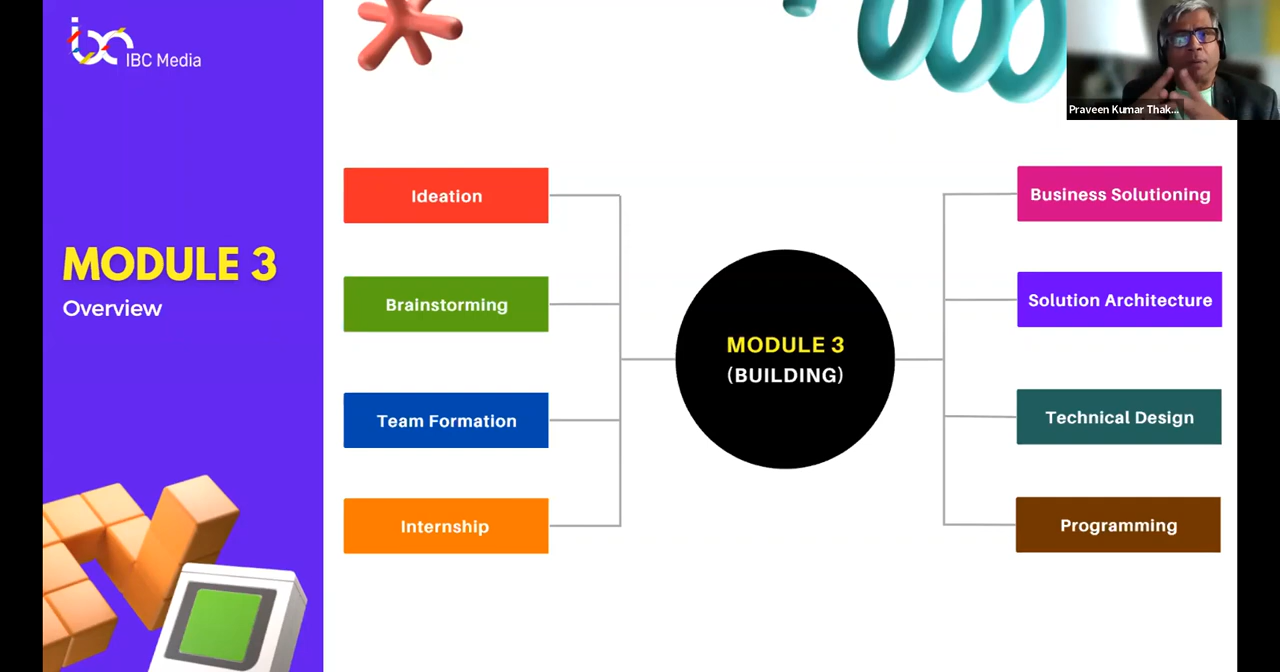 IBC Media
MODULE 3
Overview
Ideation
Brainstorming
Team Formation
Internship
MODULE 3
(BUILDING)
Business Solutioning
Solution Architecture
Technical Design
Programming
Praveen Kumar Thak...